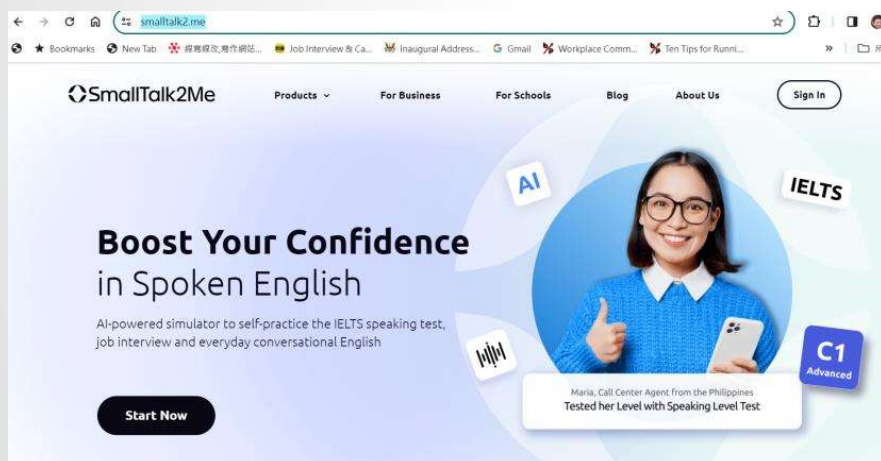 smalltalk2.me
Bookmarks New Tab Job Interview & Ca... Inaugural Address... Gmail Workplace Comm... Ten Tips for Runni... »
SmallTalk2Me Products For Business For Schools Blog About Us Sign In
AI
IELTS
Boost Your Confidence
in Spoken English
AI-powered simulator to self-practice the IELTS speaking test,
job interview and everyday conversational English
C1
Advanced
Maria, Call Center Agent from the Philippines
Tested her Level with Speaking Level Test
Start Now